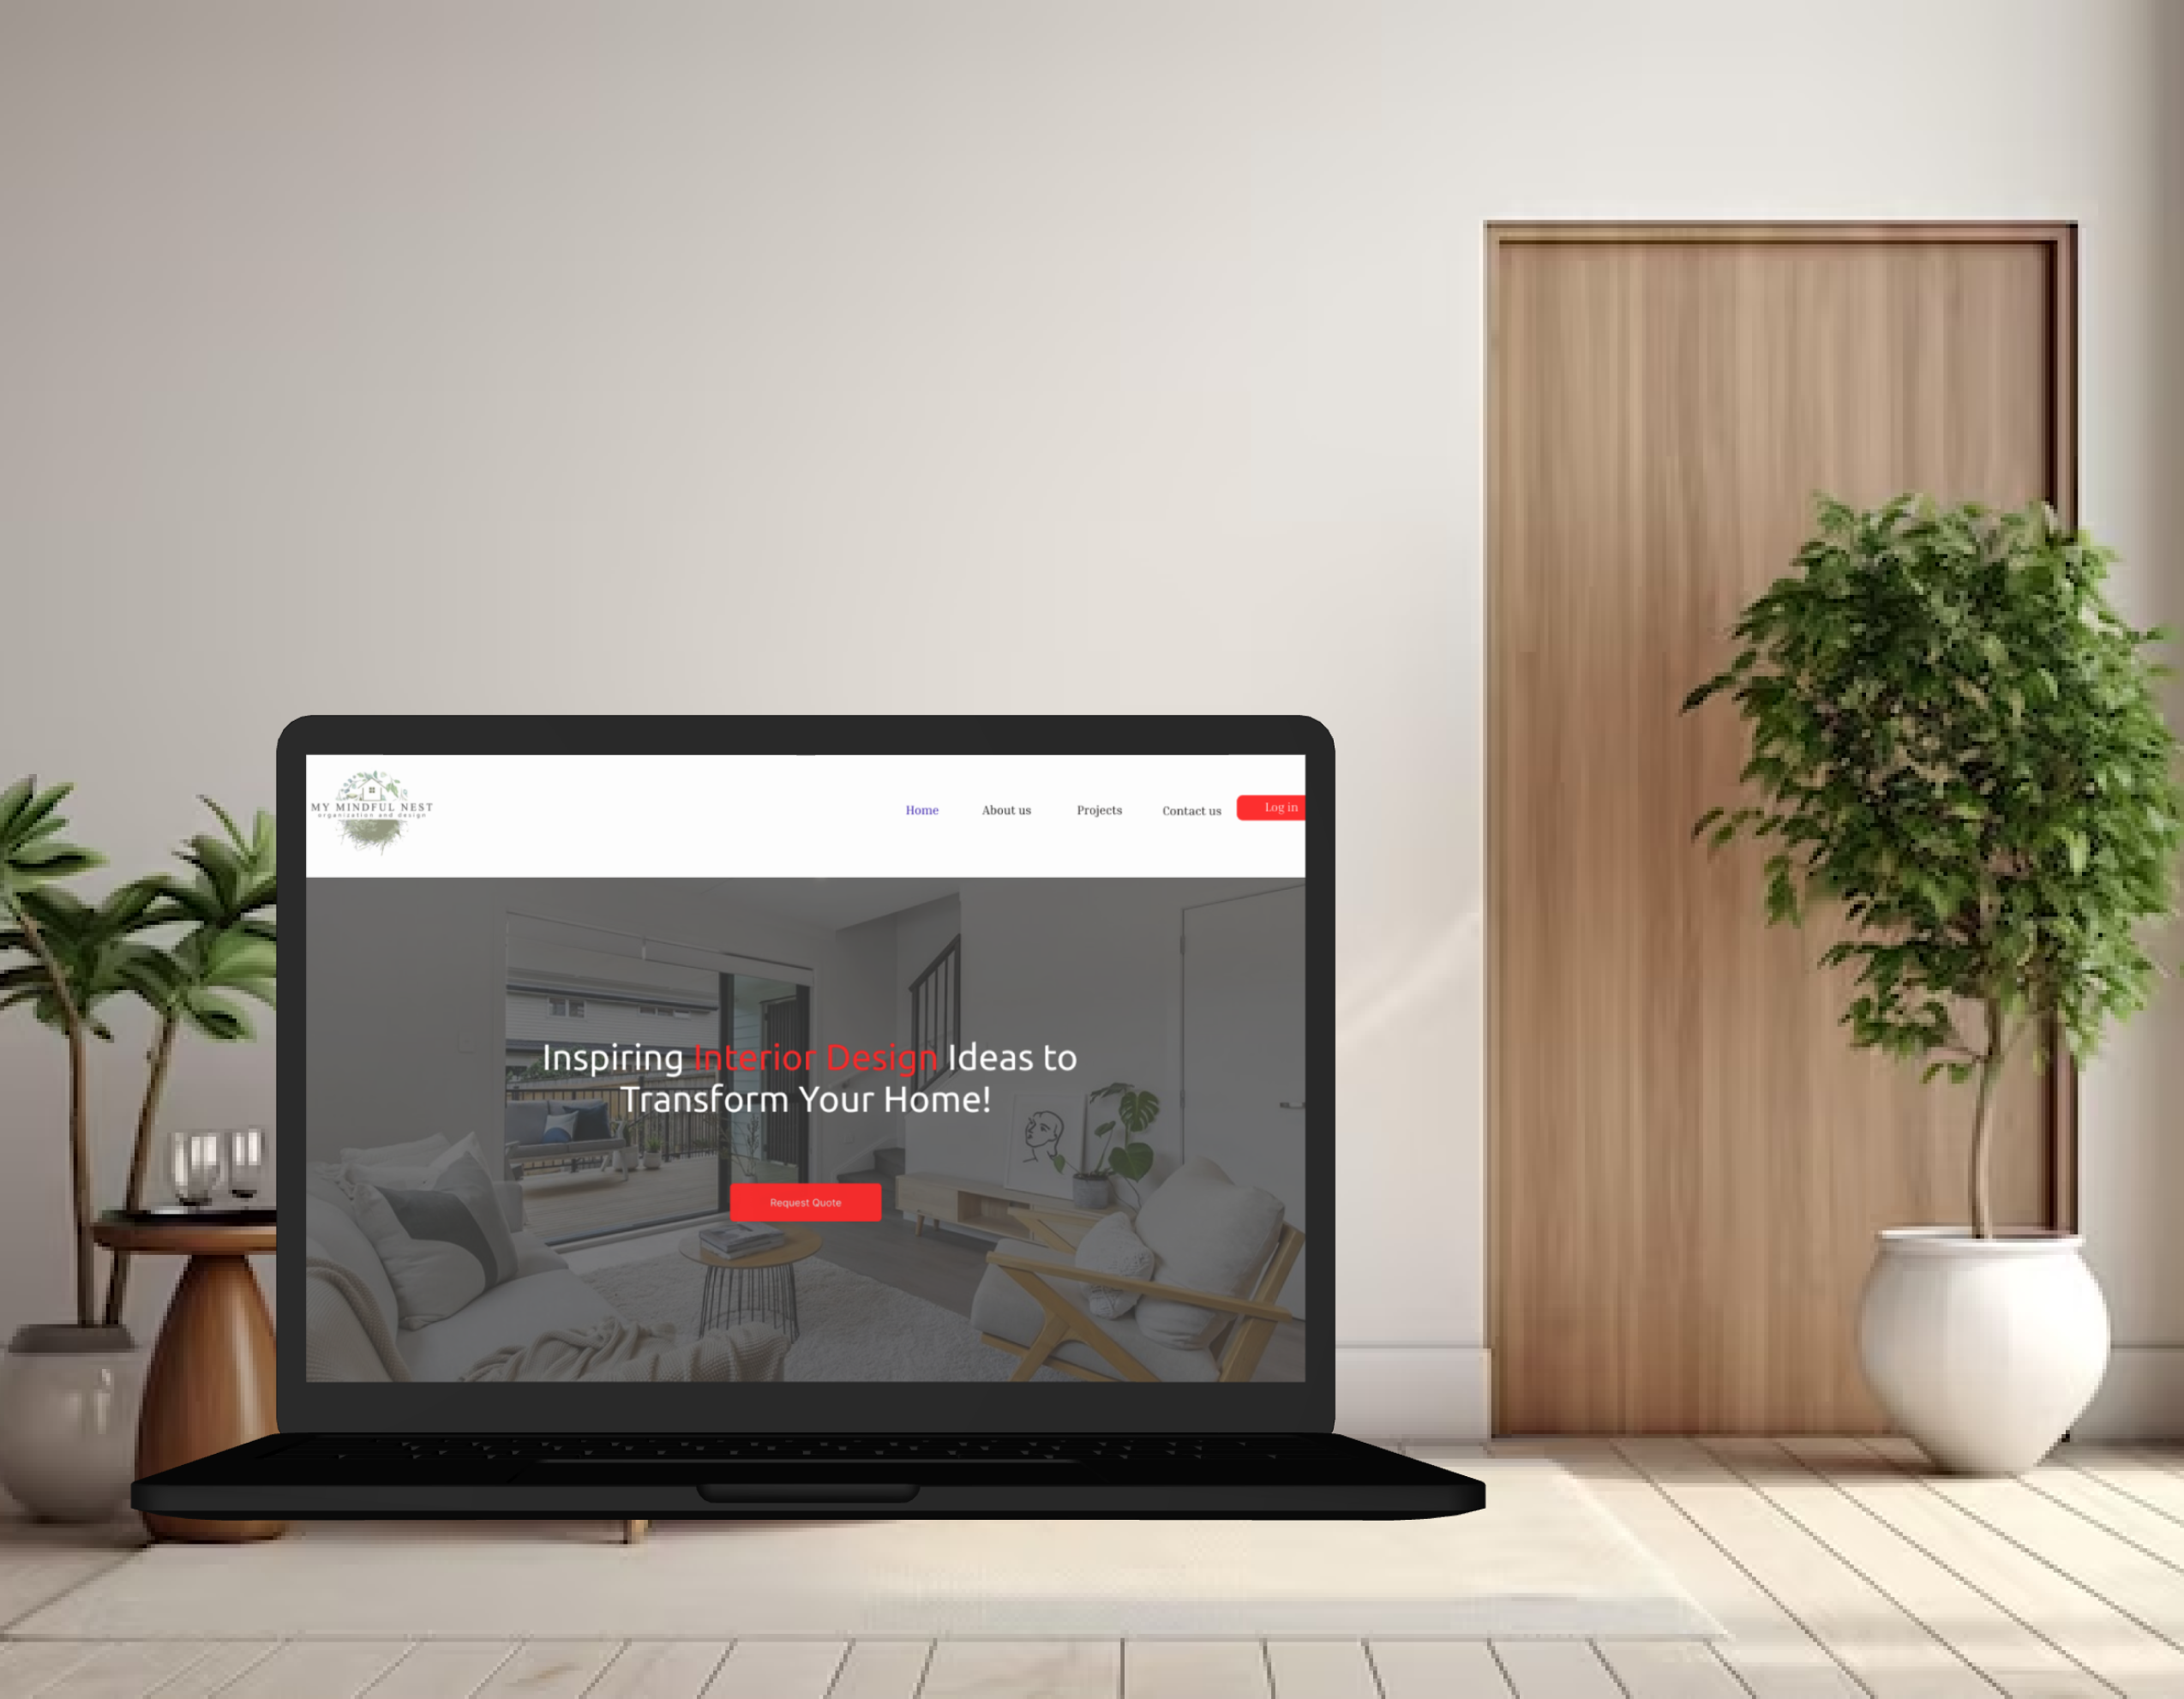 MY MINDFUL NEST
organization and design
Home About us Projects Contact us Log in
Inspiring Interior Design Ideas to
Transform Your Home!
Request Quote